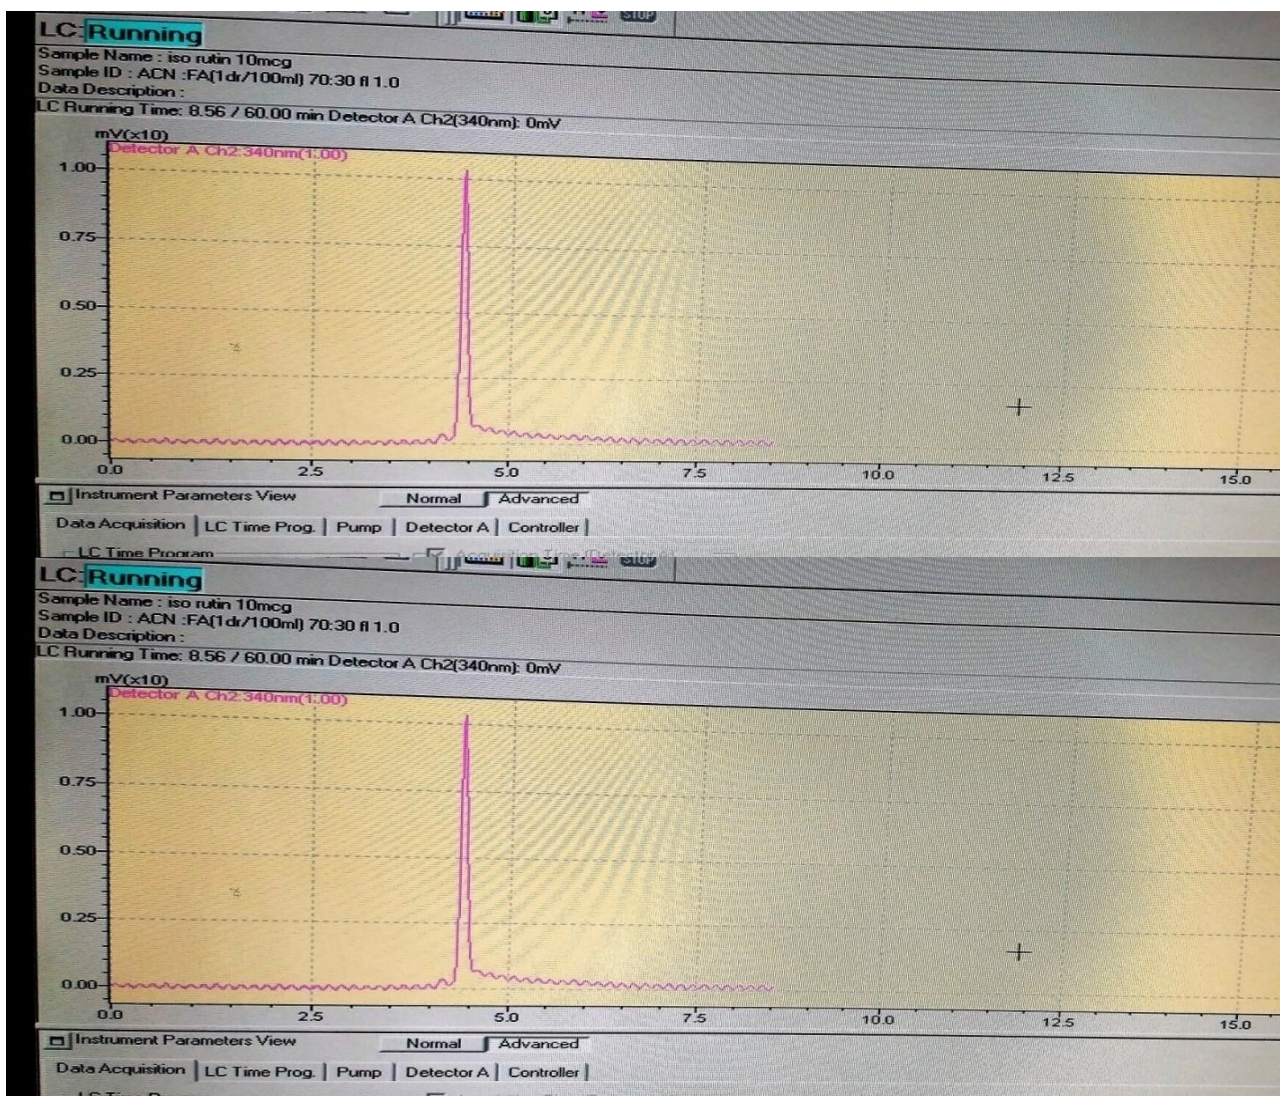 STOP
LC:Running
Sample Name : iso rutin 10mcg
Sample ID : ACN :FA(1dr/100ml) 70:30 fl 1.0
Data Description :
LC Running Time: 8.56 / 60.00 min Detector A Ch2(340nm): 0mV
mV(x10)
Detector A Ch2:340nm(1.00)
1.00
0.75
0.50
0.25
0.00
0.0 2.5 5.0 7.5 10.0 12.5 15.0
Instrument Parameters View Normal Advanced
Data Acquisition LC Time Prog. Pump Detector A Controller
LC Time Program Acquisition Time (Detector A)
STOP
LC:Running
Sample Name : iso rutin 10mcg
Sample ID : ACN :FA(1dr/100ml) 70:30 fl 1.0
Data Description :
LC Running Time: 8.56 / 60.00 min Detector A Ch2(340nm): 0mV
mV(x10)
Detector A Ch2:340nm(1.00)
1.00
0.75
0.50
0.25
0.00
0.0 2.5 5.0 7.5 10.0 12.5 15.0
Instrument Parameters View Normal Advanced
Data Acquisition LC Time Prog. Pump Detector A Controller